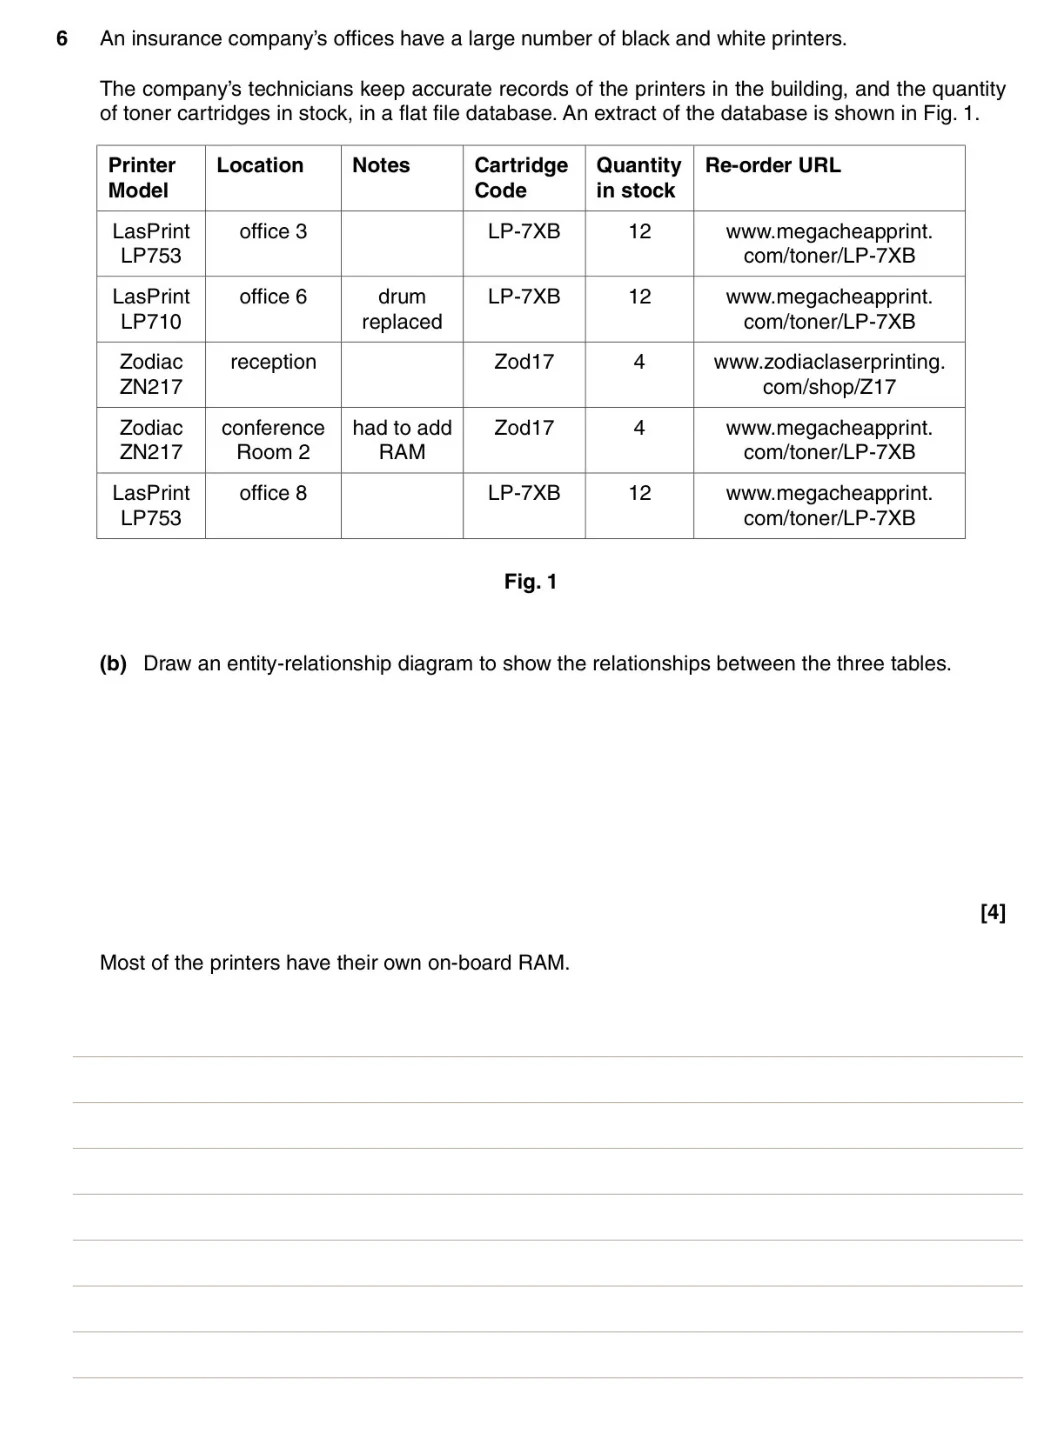 6 An insurance company's offices have a large number of black and white printers.
The company's technicians keep accurate records of the printers in the building, and the quantity
of toner cartridges in stock, in a flat file database. An extract of the database is shown in Fig. 1.
Printer Model Location Notes Cartridge Code Quantity in stock Re-order URL
LasPrint LP753 office 3 LP-7XB 12 www.megacheapprint. com/toner/LP-7XB
LasPrint LP710 office 6 drum replaced LP-7XB 12 www.megacheapprint. com/toner/LP-7XB
Zodiac ZN217 reception Zod17 4 www.zodiaclaserprinting. com/shop/Z17
Zodiac ZN217 conference Room 2 had to add RAM Zod17 4 www.megacheapprint. com/toner/LP-7XB
LasPrint LP753 office 8 LP-7XB 12 www.megacheapprint. com/toner/LP-7XB
Fig. 1
(b) Draw an entity-relationship diagram to show the relationships between the three tables.
[4]
Most of the printers have their own on-board RAM.